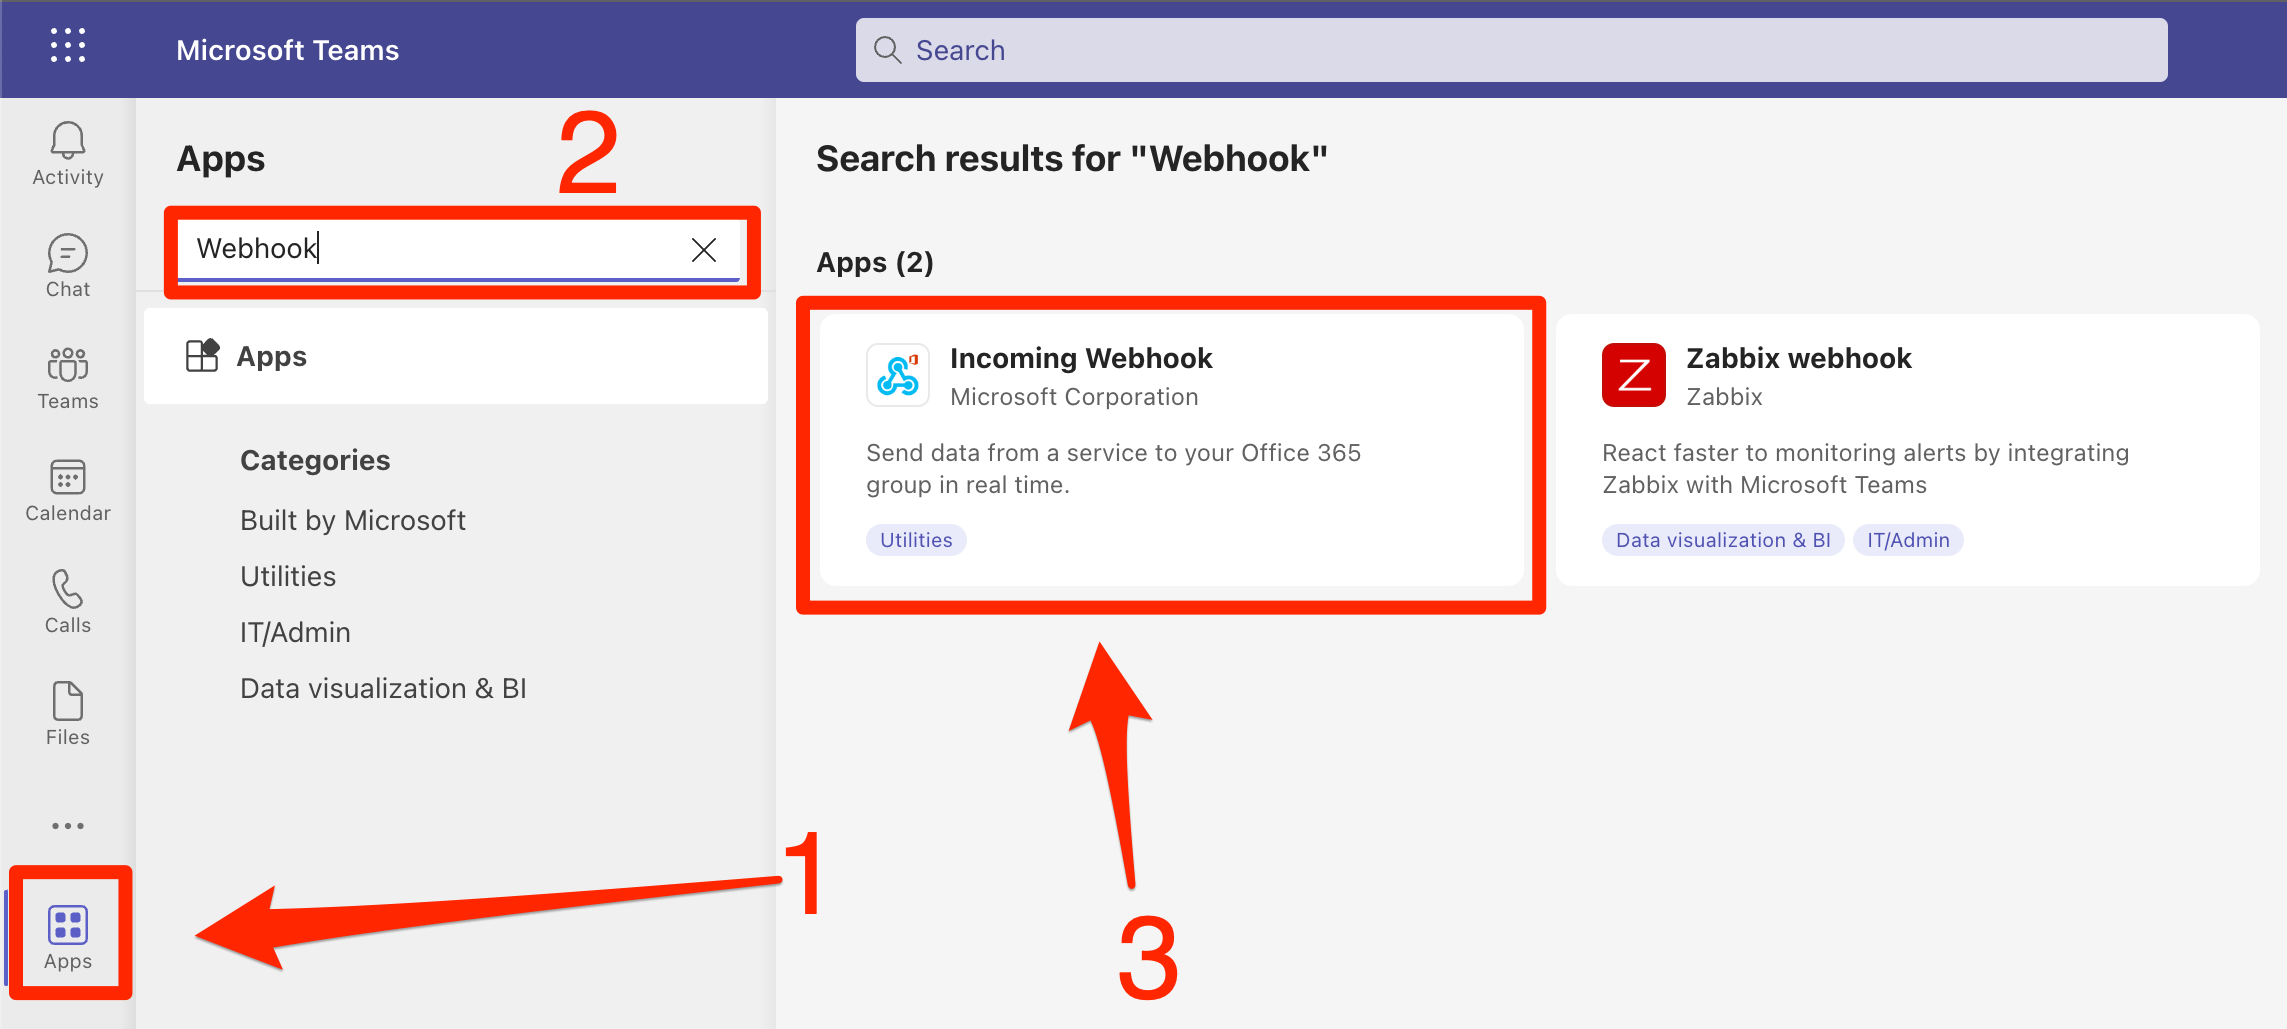 Microsoft Teams
Search
Activity
Chat
Teams
Calendar
Calls
Files
Apps
Apps
2
Webhook
Apps
Categories
Built by Microsoft
Utilities
IT/Admin
Data visualization & BI
1
Search results for "Webhook"
Apps (2)
Incoming Webhook
Microsoft Corporation
Send data from a service to your Office 365
group in real time.
Utilities
Zabbix webhook
Zabbix
React faster to monitoring alerts by integrating
Zabbix with Microsoft Teams
Data visualization & BI IT/Admin
3